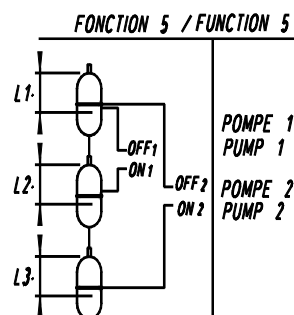 FONCTION 5 / FUNCTION 5
L1.
OFF1
ON1
L2.
OFF2
ON2
L3.
POMPE 1
PUMP 1
POMPE 2
PUMP 2